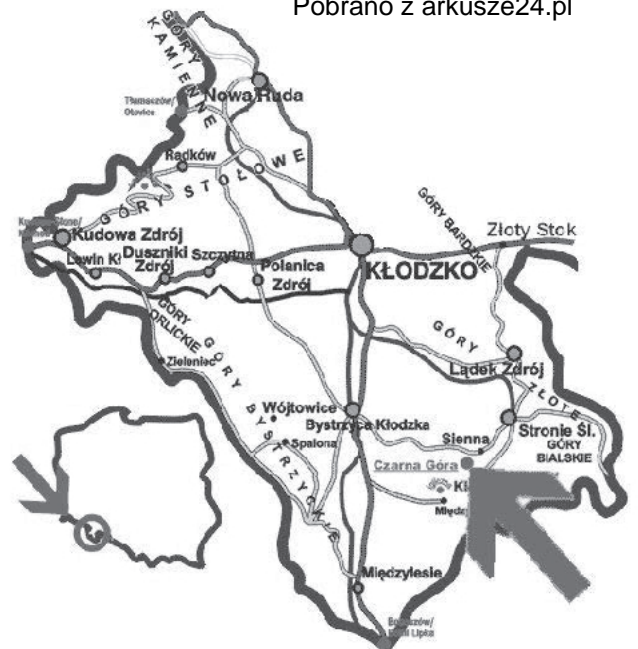 Pobrano z arkusze24.pl
GÓRY
KAMIENNE
Nowa Ruda
Tłumaczów/
Otovice
Radków
GÓRY STOŁOWE
Kudowa Zdrój
Lewin Kł
Duszniki
Zdrój
Szczytna
Polanica
Zdrój
KŁODZKO
GÓRY BARDZKIE
Złoty Stok
GÓRY
ORLICKIE
Zieleniec
GÓRY BYSTRZYCKIE
GÓRY
ZŁOTE
Lądek Zdrój
Wójtowice
Bystrzyca Kłodzka
Spalona
Sienna
Stronie Śl.
GÓRY
BIALSKIE
Czarna Góra
Międzylesie